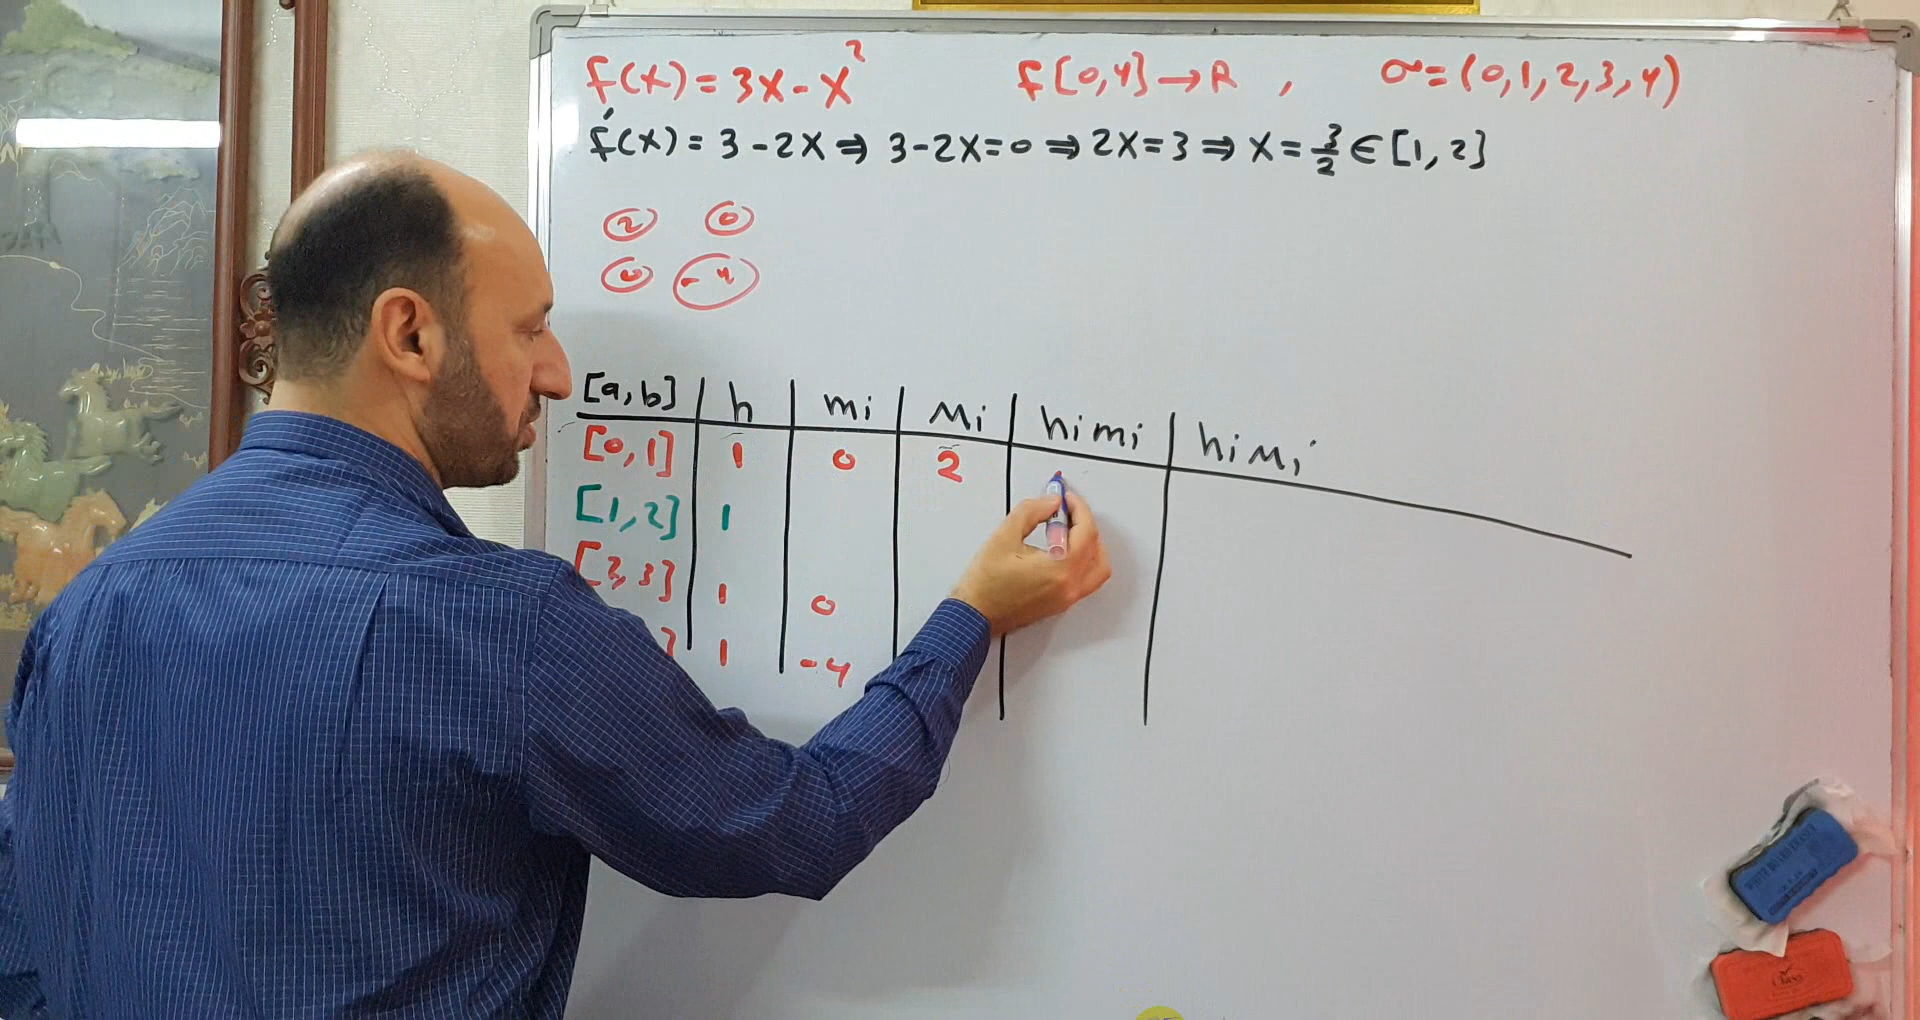 f(x) = 3x - x²   f[0,4] → R ,   σ = (0,1,2,3,4)
f́(x) = 3 - 2x ⇒ 3 - 2x = 0 ⇒ 2x = 3 ⇒ x = 3/2 ∈ [1,2]
2 0
0 -4
[a,b] h mi Mi himi hiMi
[0,1] 1 0 2
[1,2] 1
[2,3] 1 0
] 1 -4